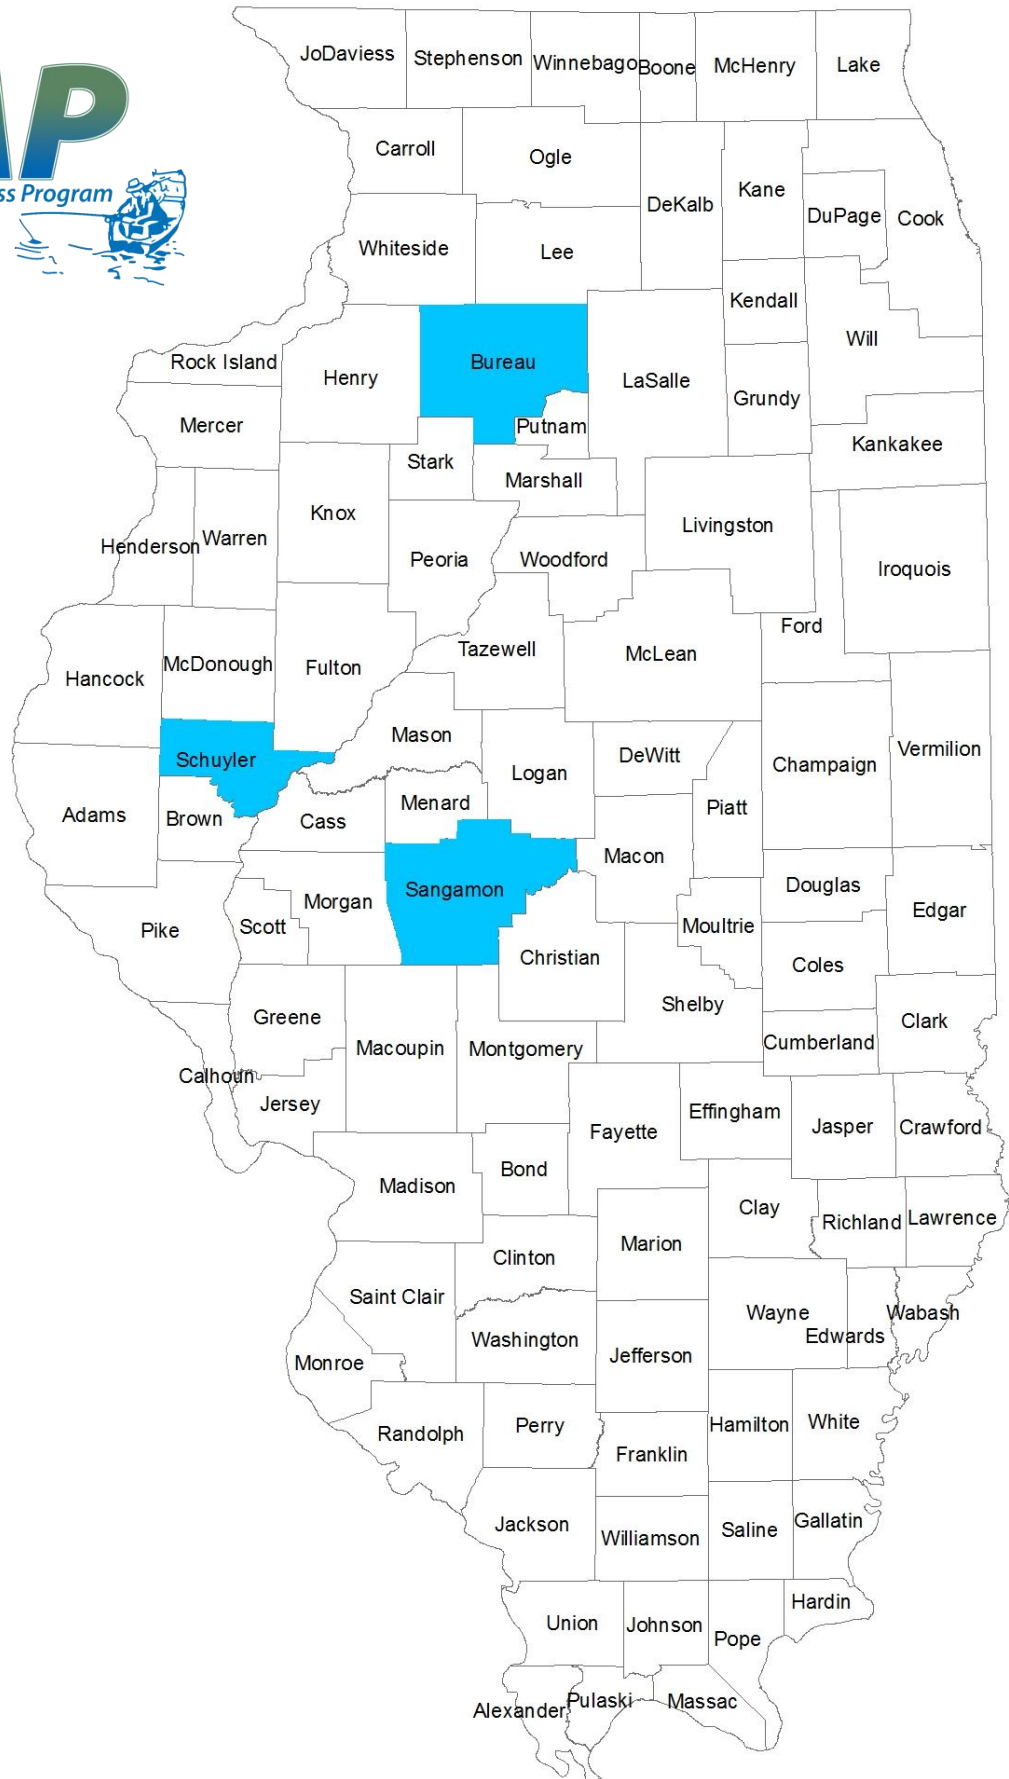 AP
ss Program
JoDaviess
Stephenson
Winnebago
Boone
McHenry
Lake
Carroll
Ogle
DeKalb
Kane
DuPage
Cook
Whiteside
Lee
Kendall
Will
Rock Island
Henry
Bureau
LaSalle
Grundy
Mercer
Putnam
Kankakee
Stark
Marshall
Knox
Livingston
Henderson
Warren
Peoria
Woodford
Iroquois
Ford
Hancock
McDonough
Fulton
Tazewell
McLean
Schuyler
Mason
Logan
DeWitt
Champaign
Vermilion
Adams
Brown
Cass
Menard
Piatt
Macon
Sangamon
Douglas
Edgar
Pike
Scott
Morgan
Christian
Moultrie
Coles
Shelby
Greene
Macoupin
Montgomery
Cumberland
Clark
Calhoun
Jersey
Fayette
Effingham
Jasper
Crawford
Madison
Bond
Clay
Richland
Lawrence
Clinton
Marion
Saint Clair
Wayne
Edwards
Wabash
Washington
Jefferson
Monroe
Randolph
Perry
Franklin
Hamilton
White
Jackson
Williamson
Saline
Gallatin
Union
Johnson
Pope
Hardin
Alexander
Pulaski
Massac